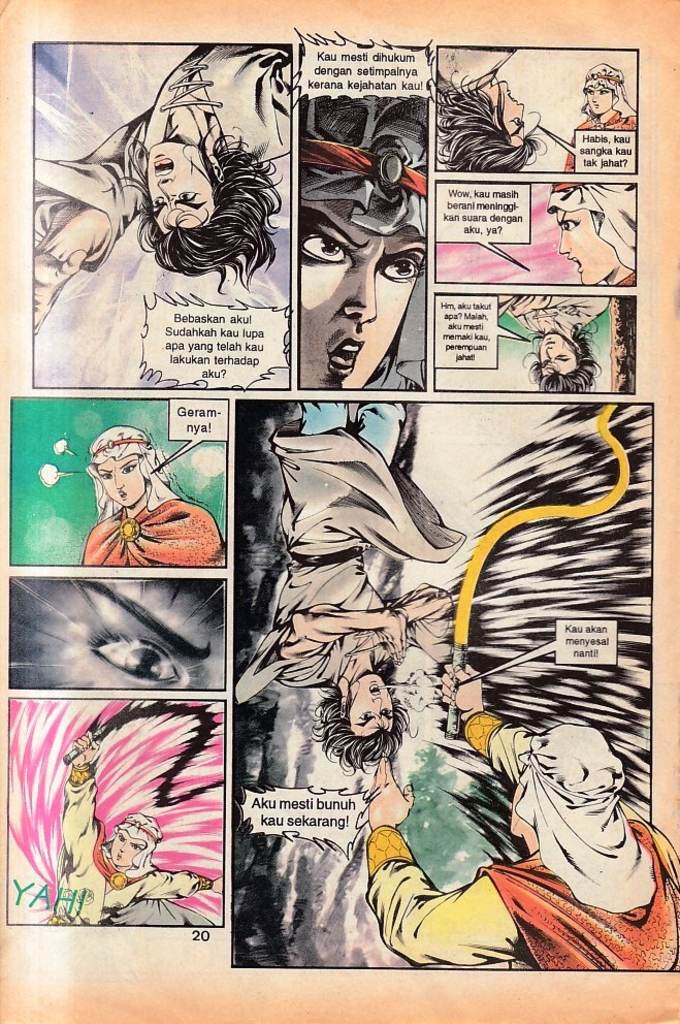 Bebaskan aku!
Sudahkah kau lupa
apa yang telah kau
lakukan terhadap
aku?
Kau mesti dihukum
dengan setimpalnya
kerana kejahatan kau!
Habis, kau
sangka kau
tak jahat?
Wow, kau masih
berani meninggi-
kan suara dengan
aku, ya?
Hm, aku takut
apa? Malah,
aku mesti
memaki kau,
perempuan
jahat!
Geram-
nya!
YAH!
Kau akan
menyesal
nanti!
Aku mesti bunuh
kau sekarang!
20